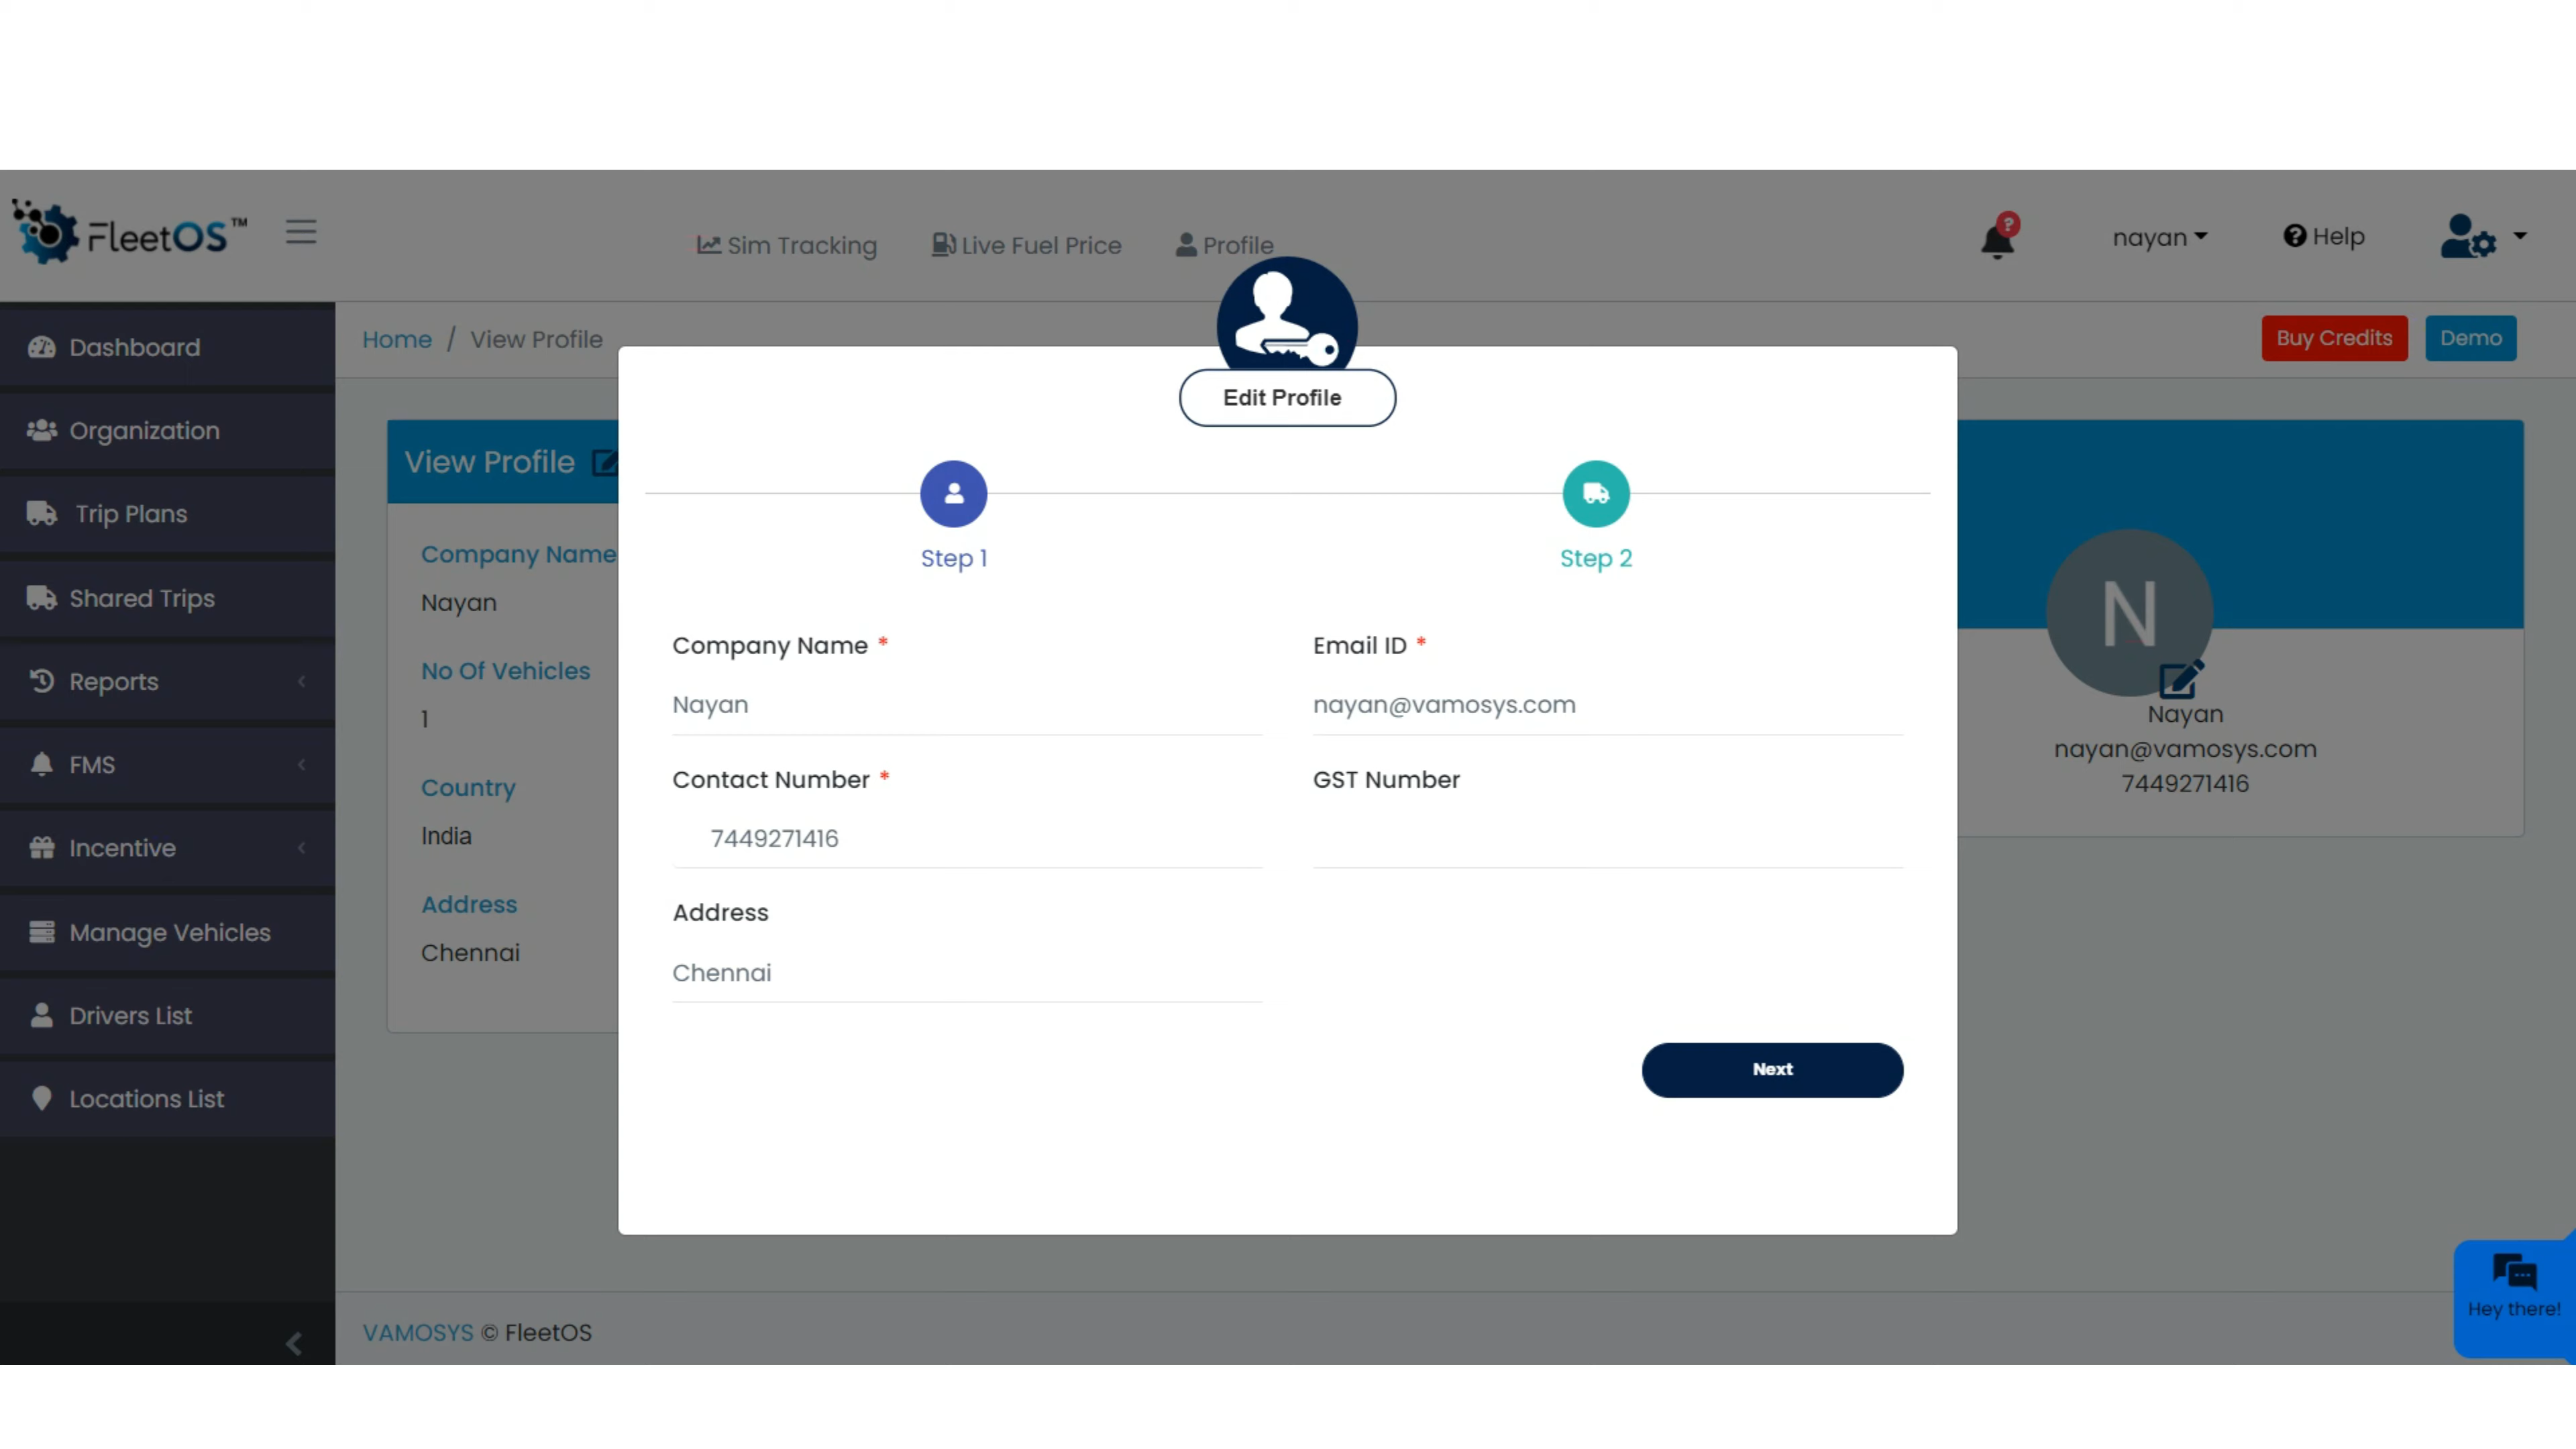 FleetOS™
Sim Tracking
Live Fuel Price
Profile
?
nayan
Help
Dashboard
Organization
Trip Plans
Shared Trips
Reports
FMS
Incentive
Manage Vehicles
Drivers List
Locations List
Home / View Profile
Buy Credits
Demo
View Profile
Company Name
Nayan
No Of Vehicles
1
Country
India
Address
Chennai
Edit Profile
Step 1
Step 2
Company Name *
Nayan
Email ID *
nayan@vamosys.com
Contact Number *
7449271416
GST Number
Address
Chennai
Next
N
Nayan
nayan@vamosys.com
7449271416
Hey there!
VAMOSYS © FleetOS